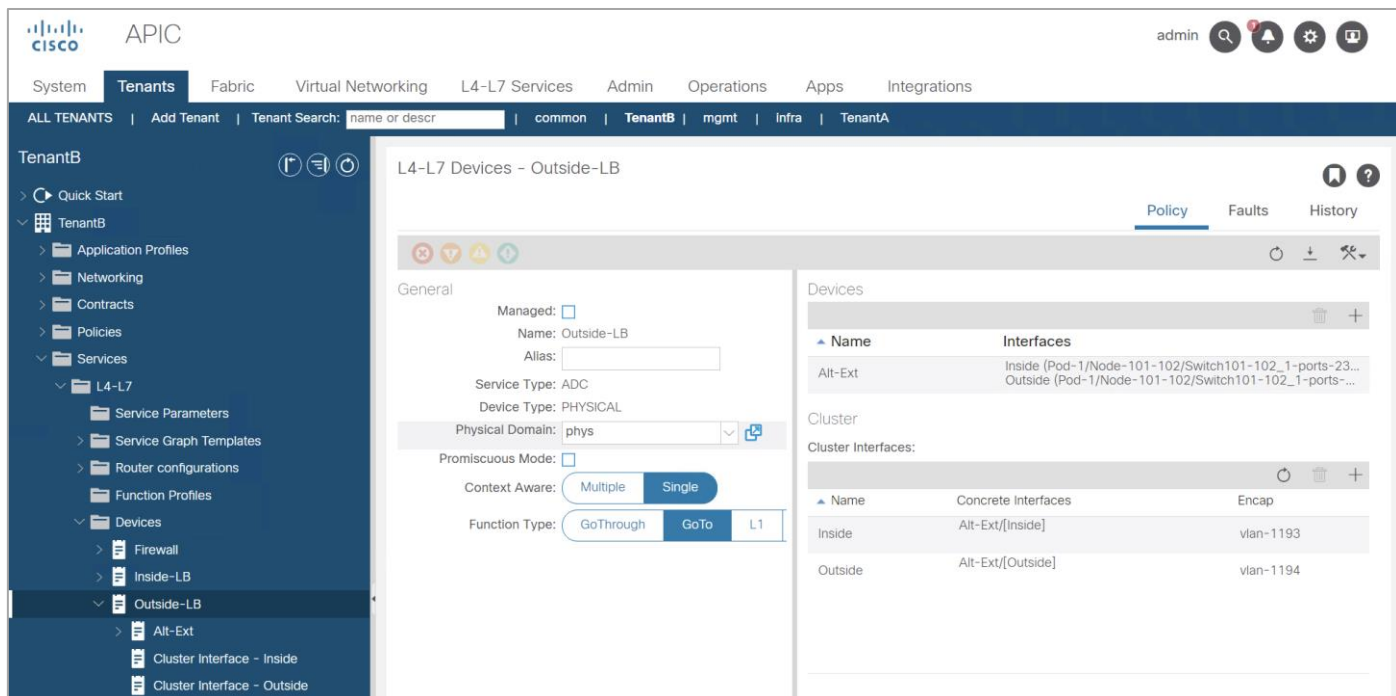 CISCO APIC admin
System Tenants Fabric Virtual Networking L4-L7 Services Admin Operations Apps Integrations
ALL TENANTS | Add Tenant | Tenant Search: name or descr | common | TenantB | mgmt | Infra | TenantA
TenantB
Quick Start
TenantB
Application Profiles
Networking
Contracts
Policies
Services
L4-L7
Service Parameters
Service Graph Templates
Router configurations
Function Profiles
Devices
Firewall
Inside-LB
Outside-LB
Alt-Ext
Cluster Interface - Inside
Cluster Interface - Outside
L4-L7 Devices - Outside-LB
Policy Faults History
General
Managed:
Name: Outside-LB
Alias:
Service Type: ADC
Device Type: PHYSICAL
Physical Domain: phys
Promiscuous Mode:
Context Aware: Multiple Single
Function Type: GoThrough GoTo L1
Devices
Name Interfaces
Alt-Ext Inside (Pod-1/Node-101-102/Switch101-102_1-ports-23...
Outside (Pod-1/Node-101-102/Switch101-102_1-ports-...
Cluster
Cluster Interfaces:
Name Concrete Interfaces Encap
Inside Alt-Ext/[Inside] vlan-1193
Outside Alt-Ext/[Outside] vlan-1194